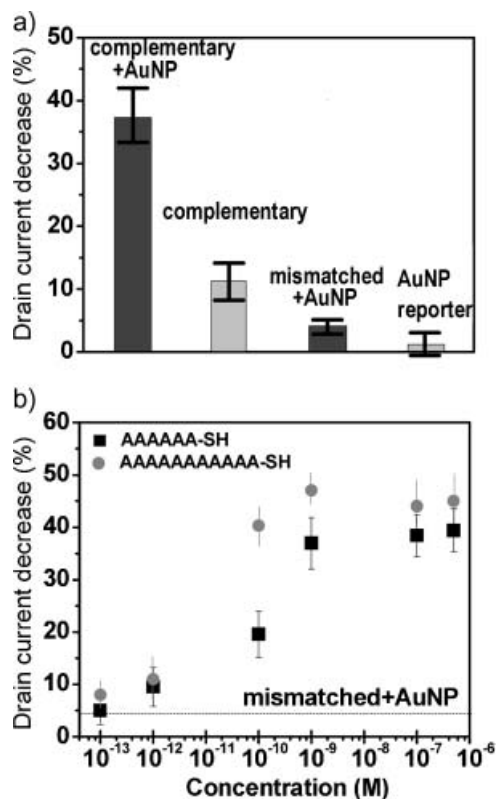 a)
Drain current decrease (%)
50
40
30
20
10
0
complementary
+AuNP
complementary
mismatched
+AuNP
AuNP
reporter
b)
Drain current decrease (%)
60
50
40
30
20
10
0
AAAAAA-SH
AAAAAAAAAAA-SH
mismatched+AuNP
10⁻¹³ 10⁻¹² 10⁻¹¹ 10⁻¹⁰ 10⁻⁹ 10⁻⁸ 10⁻⁷ 10⁻⁶
Concentration (M)